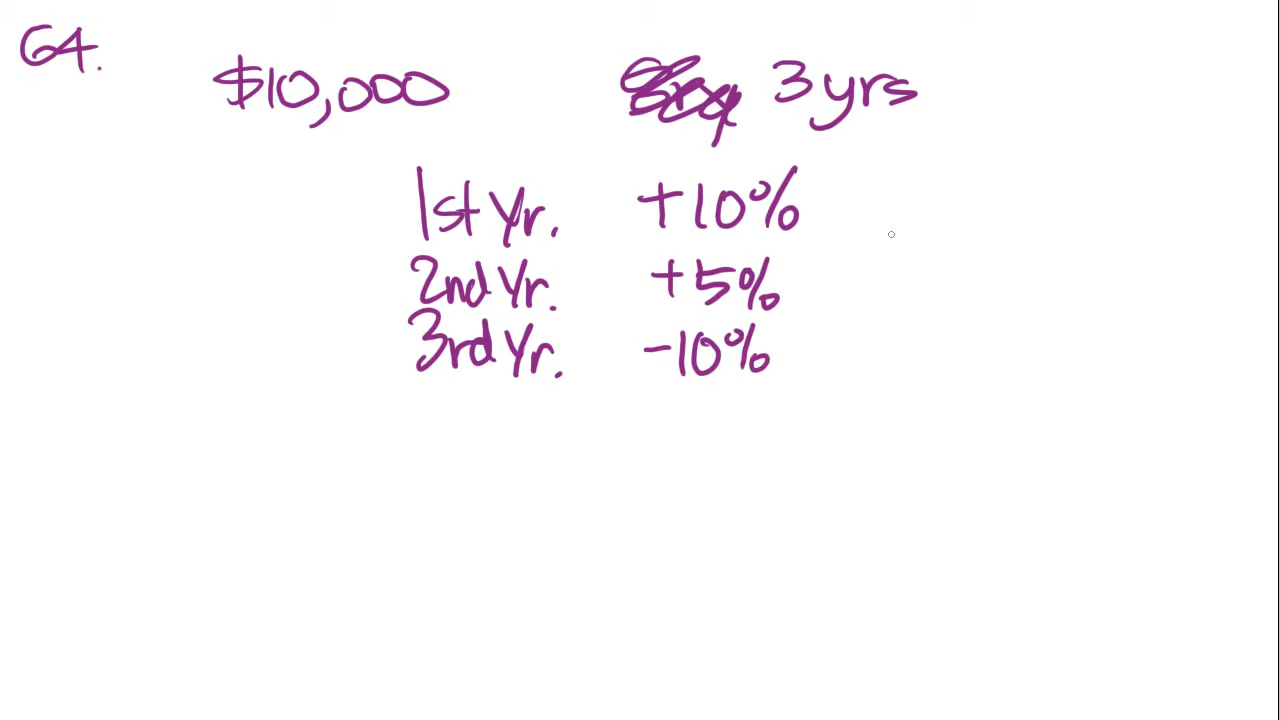 64.
$10,000 3 yrs
1st Yr. +10%
2nd Yr. +5%
3rd Yr. -10%